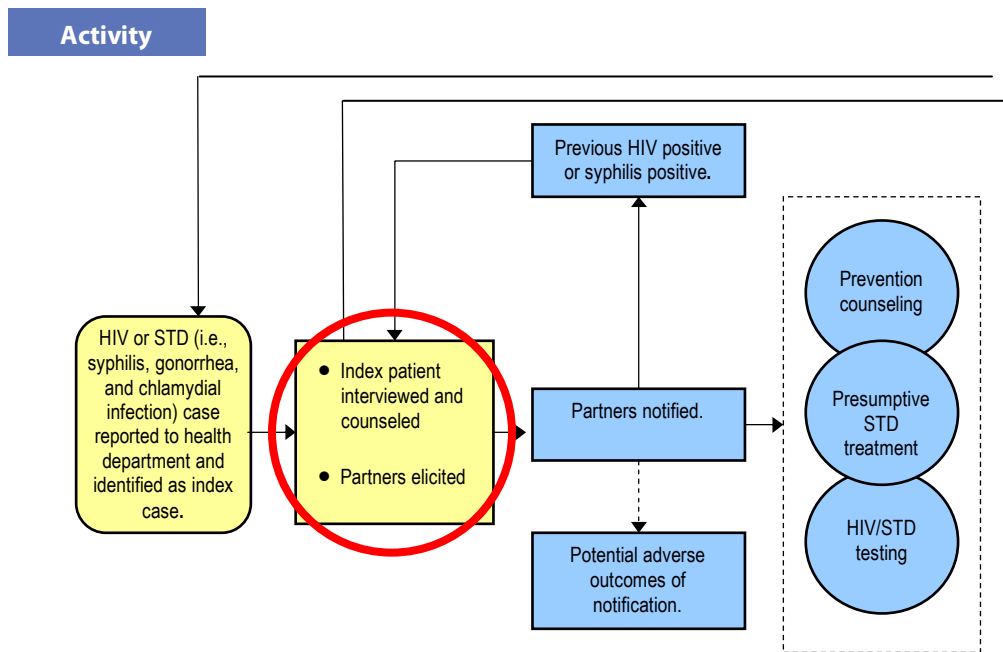 Activity
Previous HIV positive
or syphilis positive.
HIV or STD (i.e.,
syphilis, gonorrhea,
and chlamydial
infection) case
reported to health
department and
identified as index
case.
● Index patient
interviewed and
counseled
● Partners elicited
Partners notified.
Potential adverse
outcomes of
notification.
Prevention
counseling
Presumptive
STD
treatment
HIV/STD
testing